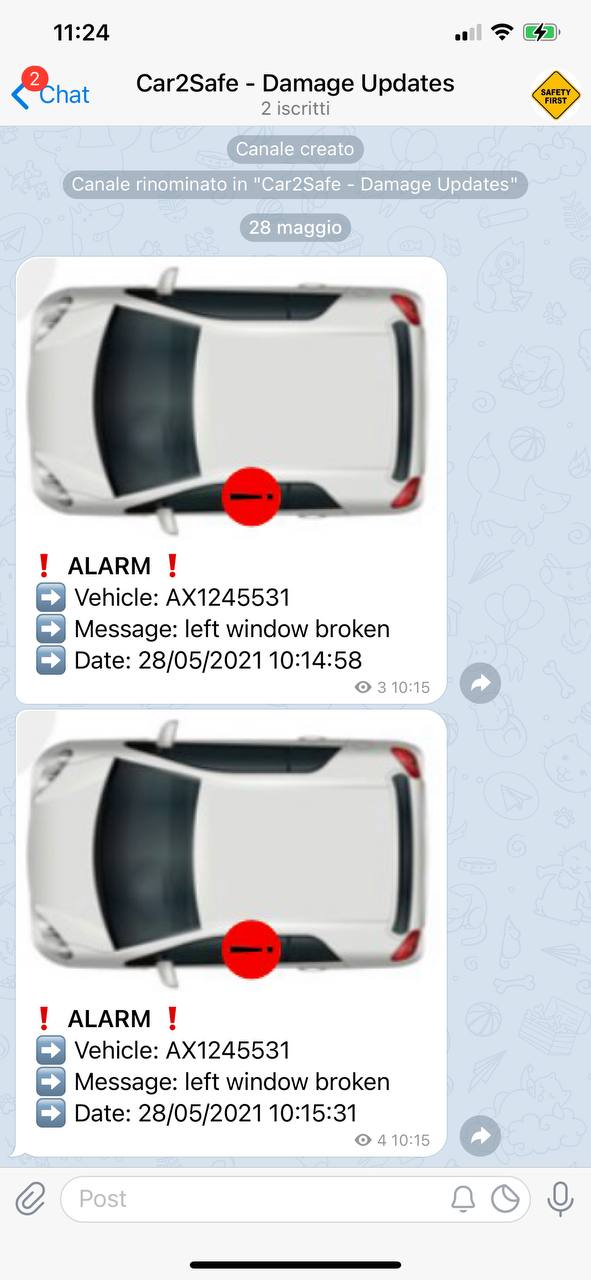 11:24
2
Chat
Car2Safe - Damage Updates
2 iscritti
SAFETY
FIRST
Canale creato
Canale rinominato in "Car2Safe - Damage Updates"
28 maggio
❗ ALARM ❗
➡️ Vehicle: AX1245531
➡️ Message: left window broken
➡️ Date: 28/05/2021 10:14:58
3 10:15
❗ ALARM ❗
➡️ Vehicle: AX1245531
➡️ Message: left window broken
➡️ Date: 28/05/2021 10:15:31
4 10:15
Post